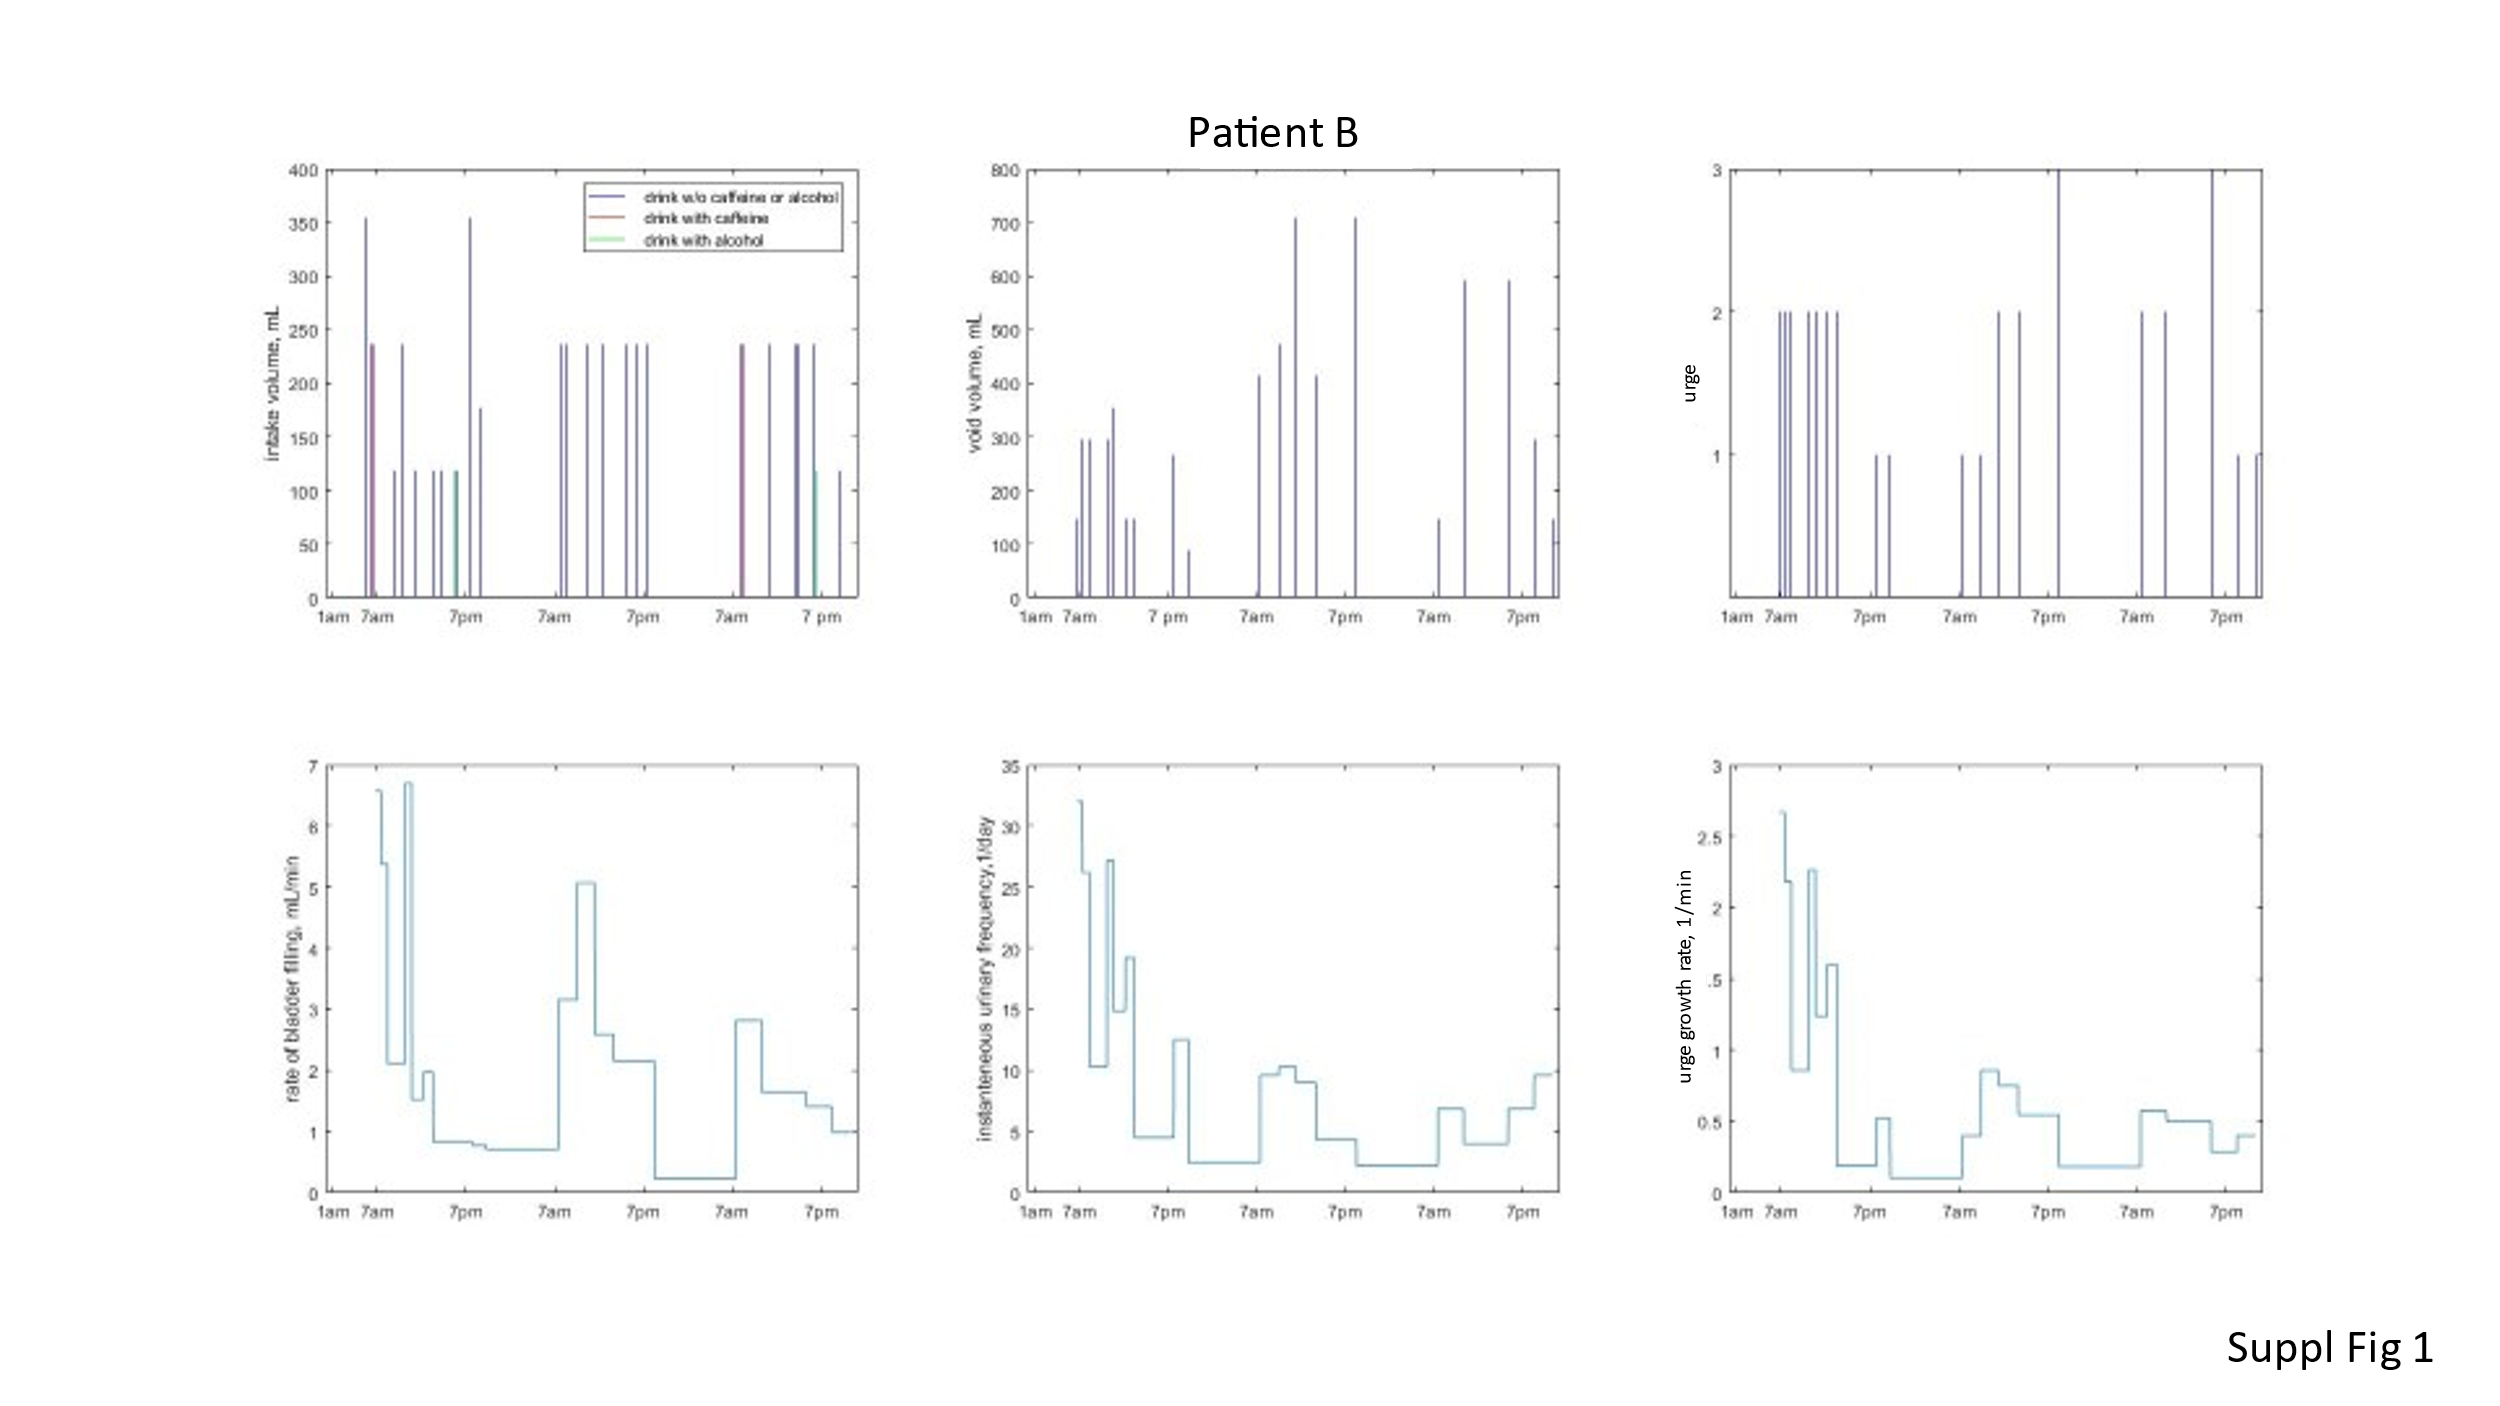 Patient B
400
350
300
250
200
150
100
50
0
intake volume, mL
drink w/o caffeine or alcohol
drink with caffeine
drink with alcohol
1am 7am 7pm 7am 7pm 7am 7 pm
800
700
600
500
400
300
200
100
0
void volume, mL
1am 7am 7 pm 7am 7pm 7am 7pm
3
2
1
urge
1am 7am 7pm 7am 7pm 7am 7pm
7
6
5
4
3
2
1
0
rate of bladder filling, mL/min
1am 7am 7pm 7am 7pm 7am 7pm
35
30
25
20
15
10
5
0
instanteneous urinary frequency,1/day
1am 7am 7pm 7am 7pm 7am 7pm
3
2.5
2
.5
1
0.5
0
urge growth rate, 1/min
1am 7am 7pm 7am 7pm 7am 7pm
Suppl Fig 1